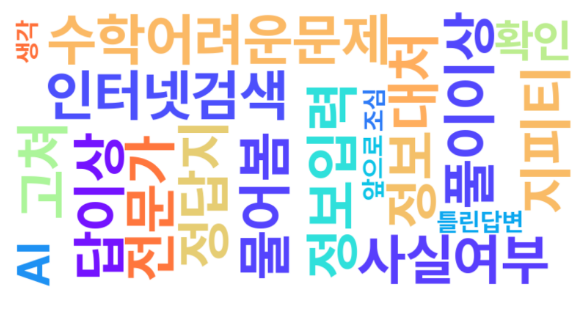 생각
수학어려운문제
정보대처
풀이이상
확인
인터넷검색
지피티
고쳐
답이상
전문가
정답지
물어봄
정보입력
앞으로조심
틀린답변
AI
사실여부